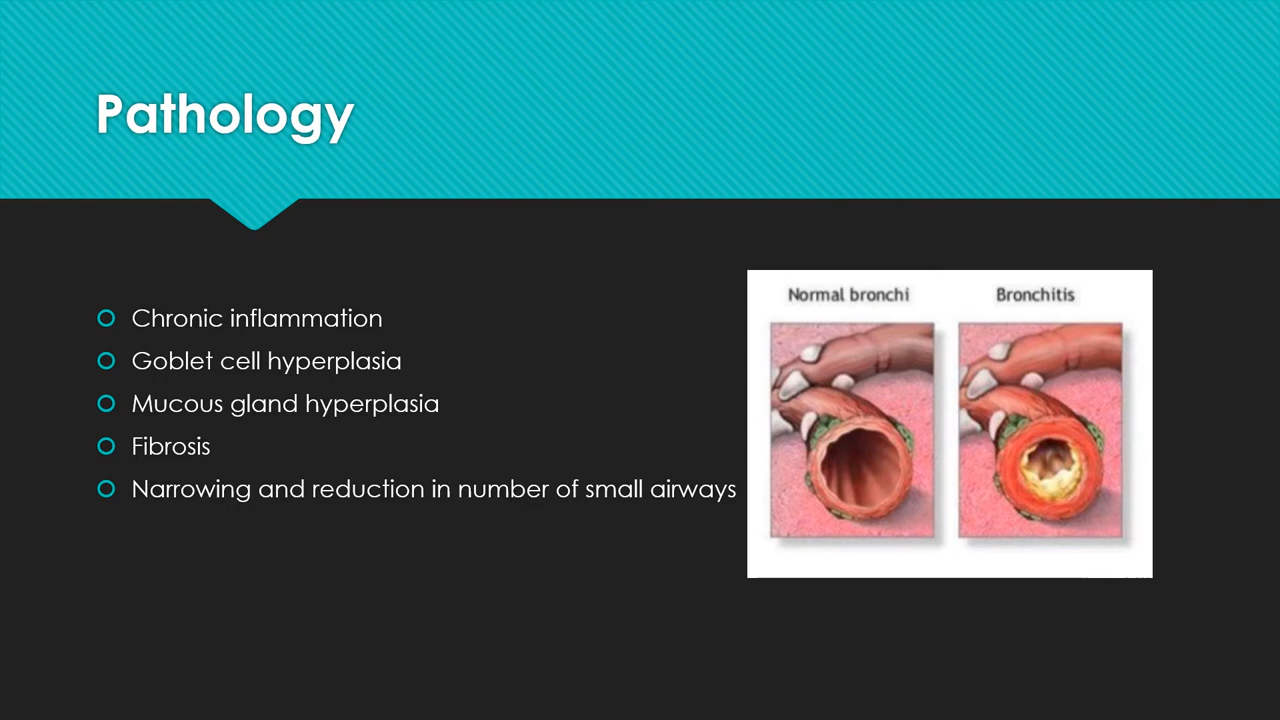 Pathology
Chronic inflammation
Goblet cell hyperplasia
Mucous gland hyperplasia
Fibrosis
Narrowing and reduction in number of small airways
Normal bronchi
Bronchitis